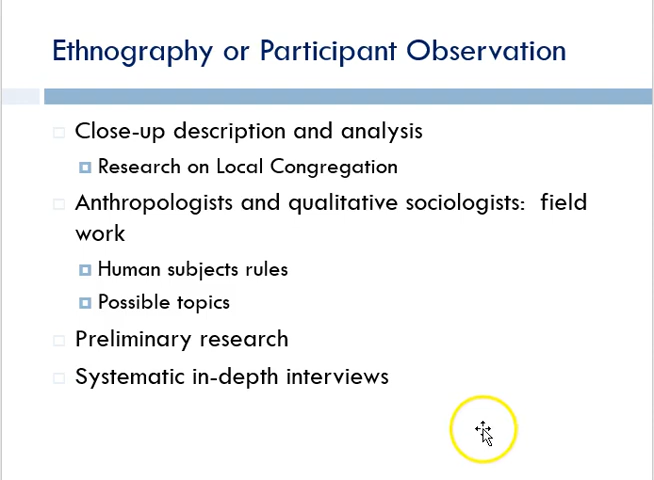 Ethnography or Participant Observation
Close-up description and analysis
Research on Local Congregation
Anthropologists and qualitative sociologists:  field
work
Human subjects rules
Possible topics
Preliminary research
Systematic in-depth interviews